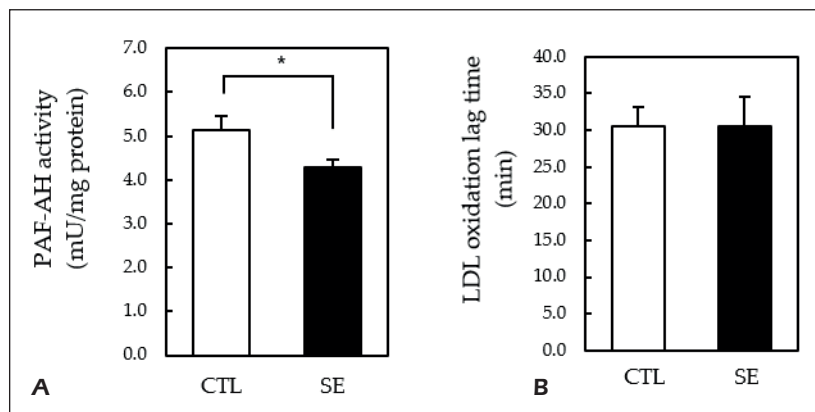 PAF-AH activity
(mU/mg protein)
7.0
6.0
5.0
4.0
3.0
2.0
1.0
0.0
*
CTL
SE
A
LDL oxidation lag time
(min)
40.0
35.0
30.0
25.0
20.0
15.0
10.0
5.0
0.0
CTL
SE
B